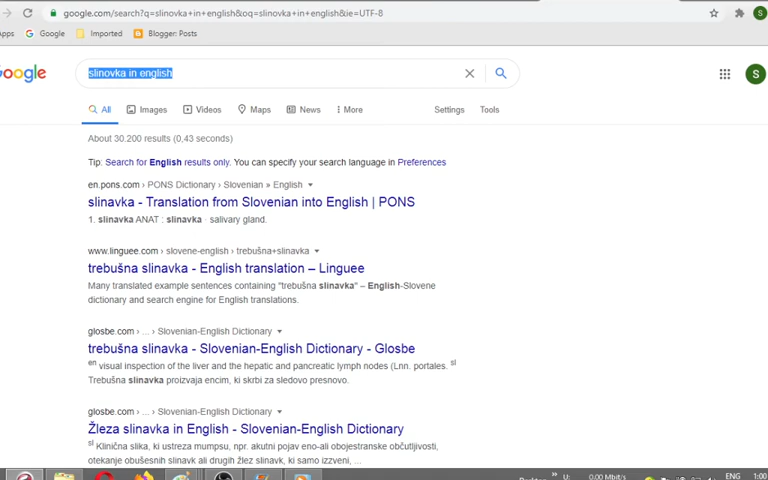 google.com/search?q=slinovka+in+english&oq=slinovka+in+english&ie=UTF-8
Apps Google Imported Blogger: Posts
Google slinovka in english
All Images Videos Maps News More Settings Tools
About 30.200 results (0,43 seconds)
Tip: Search for English results only. You can specify your search language in Preferences
en.pons.com › PONS Dictionary › Slovenian » English
slinavka - Translation from Slovenian into English | PONS
1. slinavka ANAT : slinavka · salivary gland.
www.linguee.com › slovene-english › trebušna+slinavka
trebušna slinavka - English translation – Linguee
Many translated example sentences containing "trebušna slinavka" – English-Slovene
dictionary and search engine for English translations.
glosbe.com › ... › Slovenian-English Dictionary
trebušna slinavka - Slovenian-English Dictionary - Glosbe
en visual inspection of the liver and the hepatic and pancreatic lymph nodes (Lnn. portales. sl
Trebušna slinavka proizvaja encim, ki skrbi za sledovo presnovo.
glosbe.com › ... › Slovenian-English Dictionary
Žleza slinavka in English - Slovenian-English Dictionary
sl Klinična slika, ki ustreza mumpsu, npr. akutni pojav eno-ali obojestranske občutljivosti,
otekanje obušesnih slinavk ali drugih žlez slinavk, ki samo izzveni, ...
Desktop » U: 0.00 Mbit/s ENG 1:00